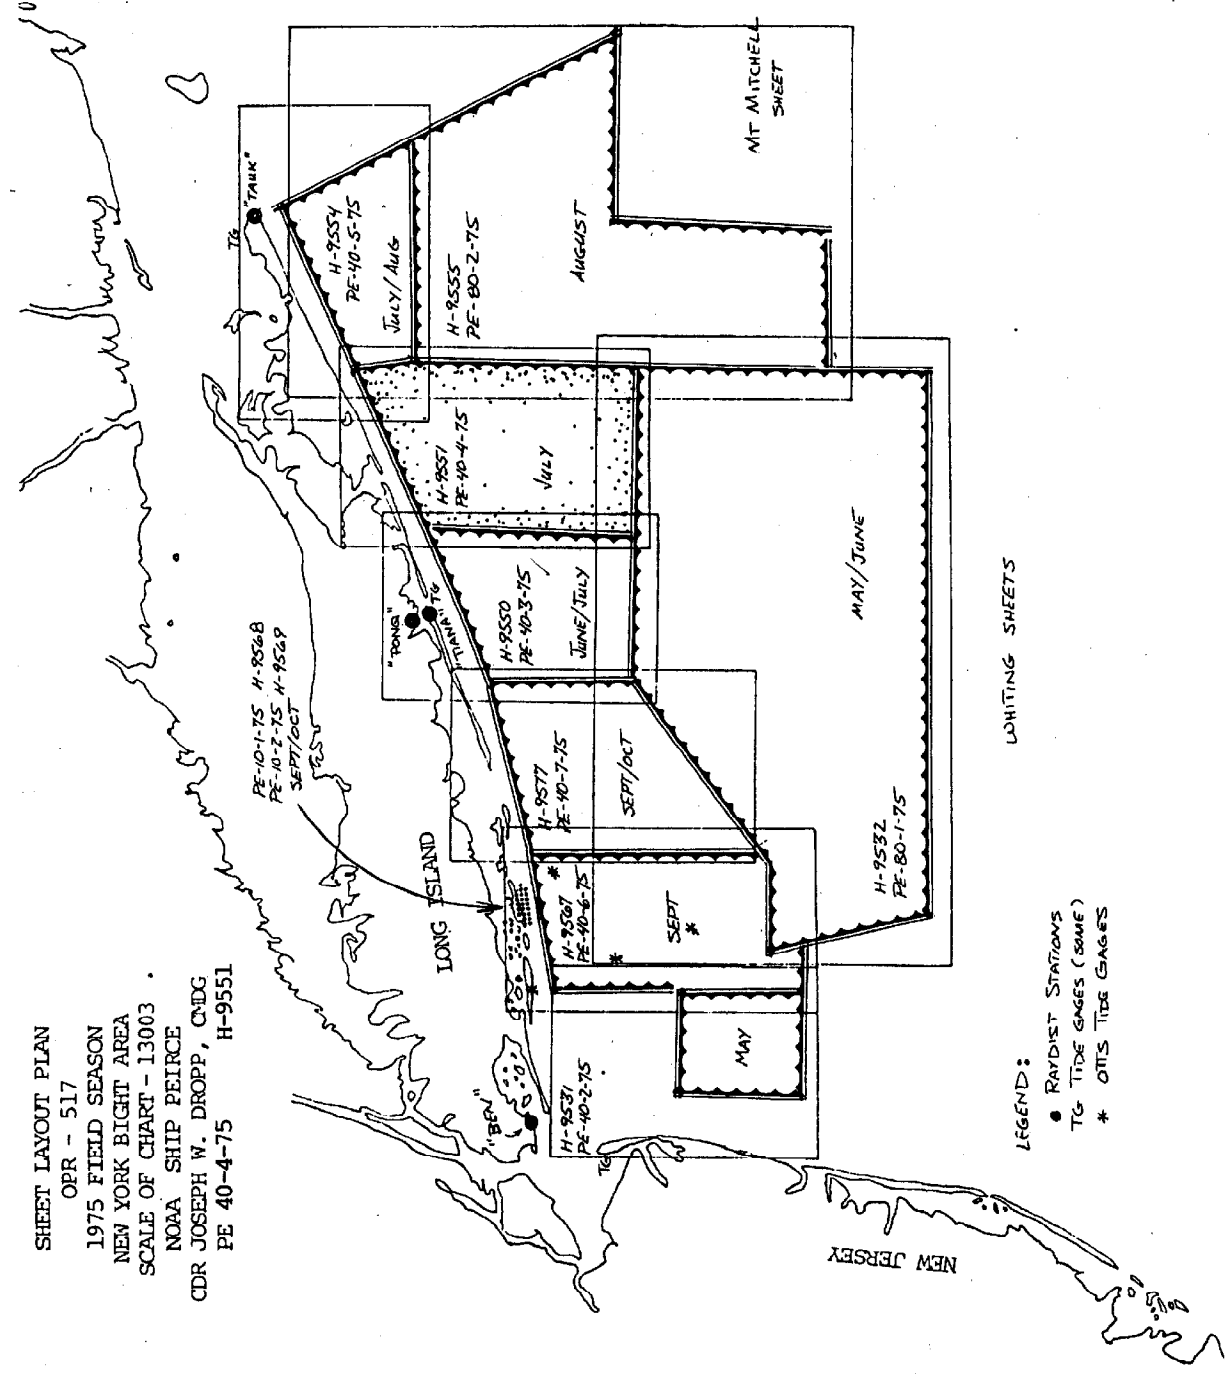 SHEET LAYOUT PLAN
OPR - 517
1975 FIELD SEASON
NEW YORK BIGHT AREA
SCALE OF CHART - 13003
NOAA SHIP PEIRCE
CDR JOSEPH W. DROPP, CMDG
PE 40-4-75 H-9551
PE-10-1-75 H-9568
PE-10-2-75 H-9569
SEPT/OCT
LONG ISLAND
"BEN"
"PONQ"
"TIANA" TG
TG
"TAUK"
H-9554
PE-40-5-75
JULY/AUG
H-9555
PE-80-2-75
AUGUST
MT MITCHELL
SHEET
H-9551
PE-40-4-75
JULY
H-9550
PE-40-3-75
JUNE/JULY
H-9577
PE-40-7-75
SEPT/OCT
H-9567
PE-40-6-75
SEPT
H-9531
PE-40-2-75
TG
MAY
MAY/JUNE
H-9532
PE-80-1-75
WHITING SHEETS
NEW JERSEY
LEGEND:
● RAYDIST STATIONS
TG TIDE GAGES (SOME)
* OTTS TIDE GAGES